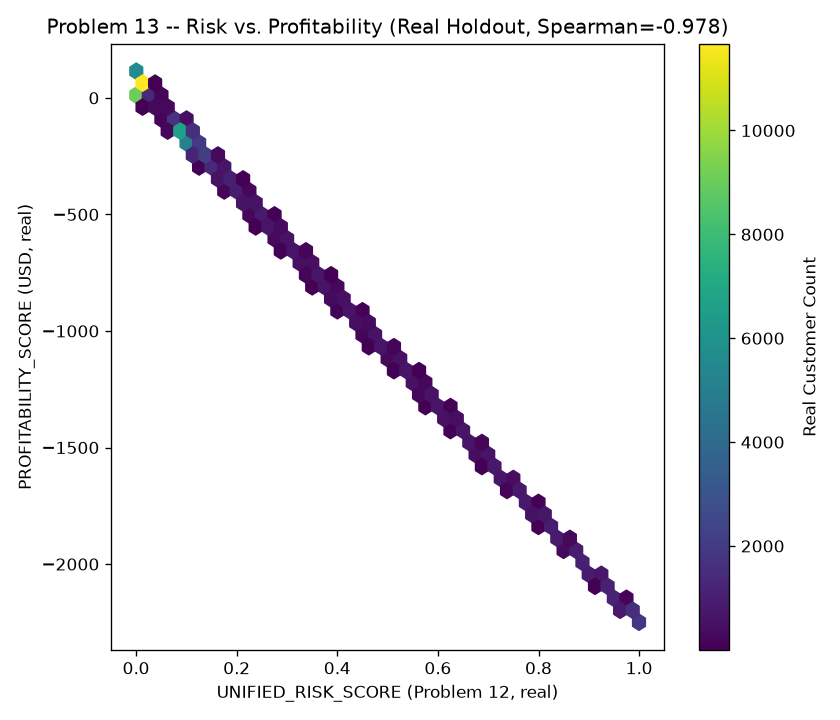 Problem 13 -- Risk vs. Profitability (Real Holdout, Spearman=-0.978)
PROFITABILITY_SCORE (USD, real)
0
−500
−1000
−1500
−2000
0.0 0.2 0.4 0.6 0.8 1.0
UNIFIED_RISK_SCORE (Problem 12, real)
10000
8000
6000
4000
2000
Real Customer Count